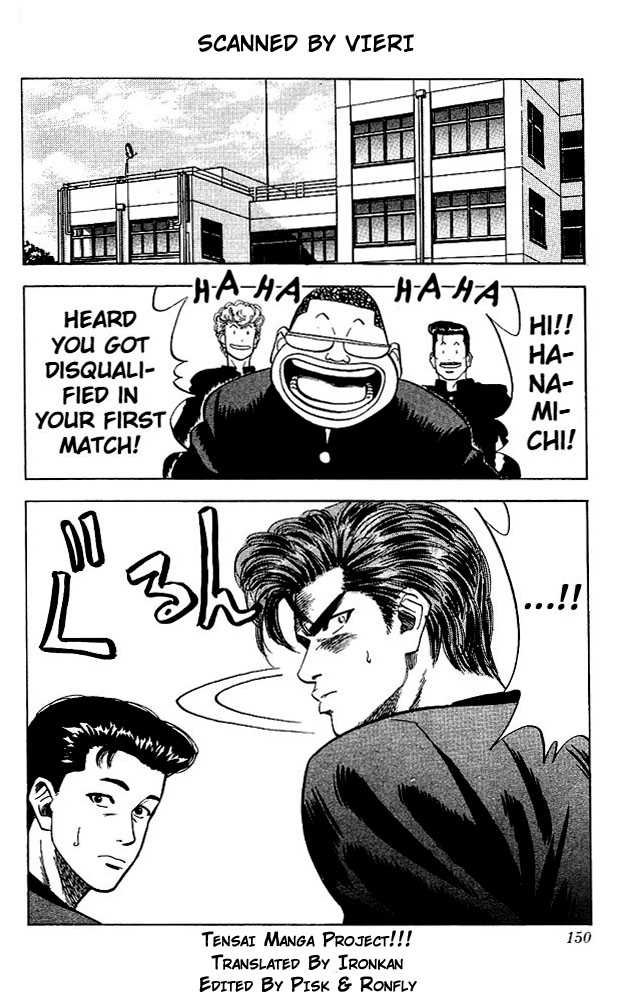 SCANNED BY VIERI
HA HA
HA HA
HI!!
HA-
NA-
MI-
CHI!
HEARD
YOU GOT
DISQUALI-
FIED IN
YOUR FIRST
MATCH!
...!!
ぐるん
150
TENSAI MANGA PROJECT!!!
TRANSLATED BY IRONKAN
EDITED BY PISK & RONFLY